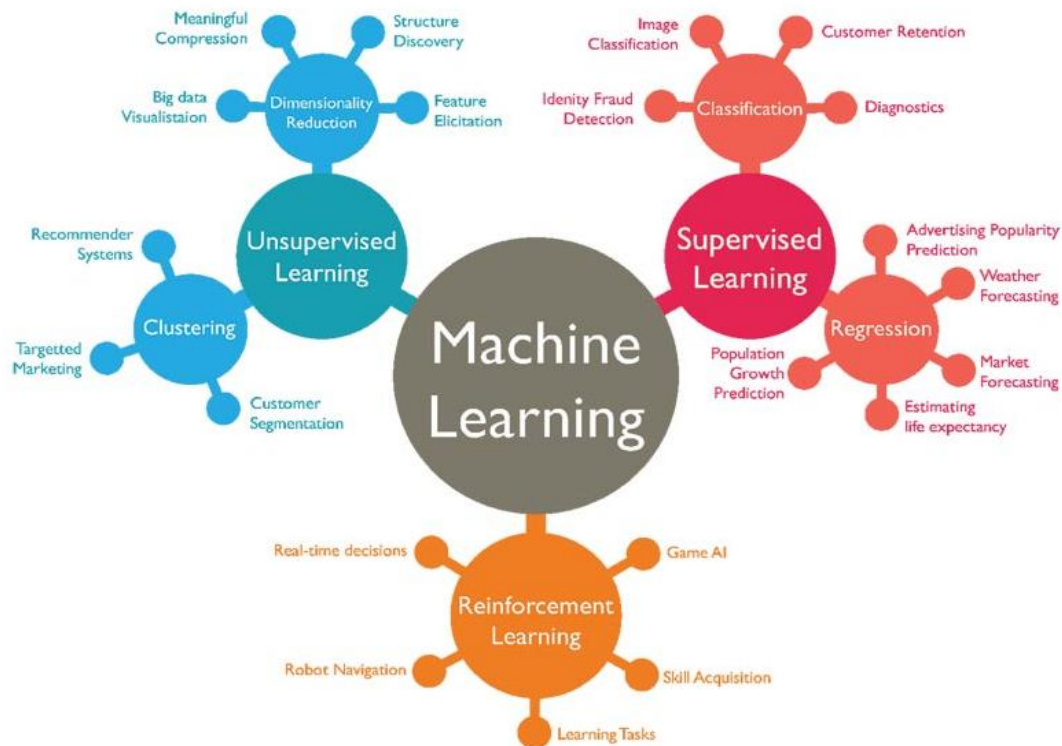 Meaningful
Compression
Structure
Discovery
Big data
Visualistaion
Dimensionality
Reduction
Feature
Elicitation
Image
Classification
Customer Retention
Idenity Fraud
Detection
Classification
Diagnostics
Unsupervised
Learning
Supervised
Learning
Recommender
Systems
Clustering
Targetted
Marketing
Customer
Segmentation
Machine
Learning
Advertising Popularity
Prediction
Weather
Forecasting
Regression
Population
Growth
Prediction
Market
Forecasting
Estimating
life expectancy
Real-time decisions
Game AI
Reinforcement
Learning
Robot Navigation
Skill Acquisition
Learning Tasks